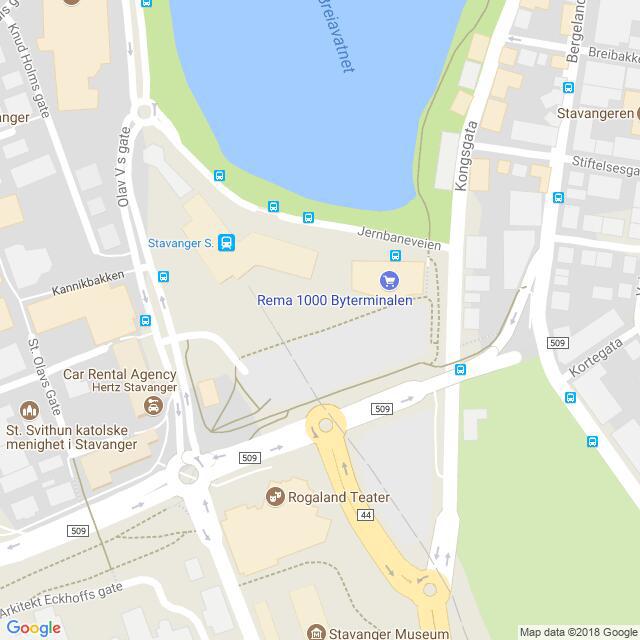 Knud Holms gate
Breiavatnet
Bergeland
Breibakke
Stavangeren
anger
Olav V s gate
Kongsgata
Stiftelsesga
Stavanger S.
Jernbaneveien
Kannikbakken
Rema 1000 Byterminalen
509
Kortegata
St. Olavs Gate
Car Rental Agency
Hertz Stavanger
St. Svithun katolske
menighet i Stavanger
509
509
Rogaland Teater
44
509
Arkitekt Eckhoffs gate
Stavanger Museum
Google
Map data ©2018 Google